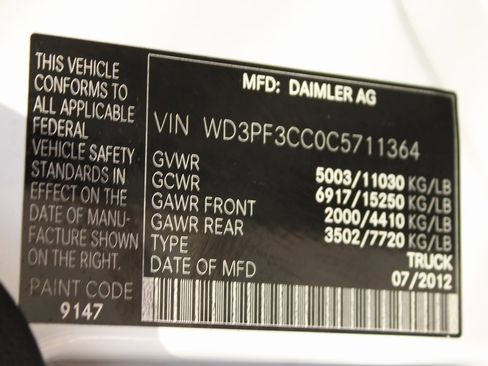 THIS VEHICLE
CONFORMS TO
ALL APPLICABLE
FEDERAL
VEHICLE SAFETY
STANDARDS IN
EFFECT ON THE
DATE OF MANU-
FACTURE SHOWN
ON THE RIGHT.
PAINT CODE
9147
MFD: DAIMLER AG
VIN WD3PF3CC0C5711364
GVWR 5003/11030 KG/LB
GCWR 6917/15250 KG/LB
GAWR FRONT 2000/4410 KG/LB
GAWR REAR 3502/7720 KG/LB
TYPE TRUCK
DATE OF MFD 07/2012